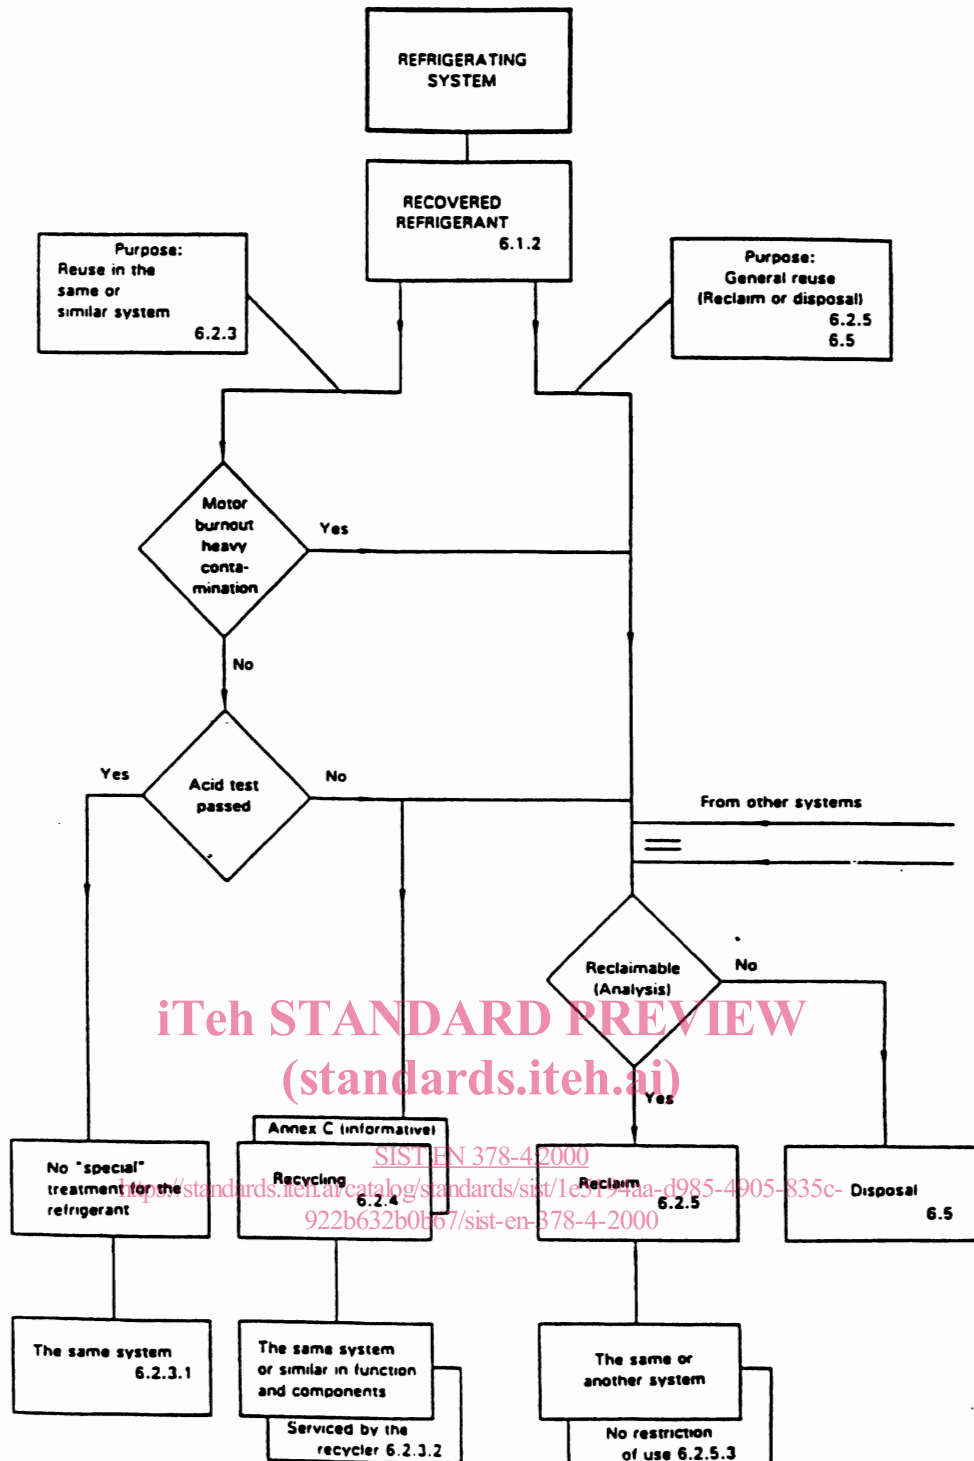 REFRIGERATING
SYSTEM
RECOVERED
REFRIGERANT
6.1.2
Purpose:
Reuse in the
same or
similar system
6.2.3
Purpose:
General reuse
(Reclaim or disposal)
6.2.5
6.5
Motor
burnout
heavy
conta-
mination
Yes
No
Yes
Acid test
passed
No
From other systems
Reclaimable
(Analysis)
No
Yes
iTeh STANDARD PREVIEW
(standards.iteh.ai)
SIST EN 378-4:2000
https://standards.iteh.ai/catalog/standards/sist/1e5194aa-d985-4905-835c-
922b632b0b67/sist-en-378-4-2000
No "special"
treatment for the
refrigerant
Annex C (informative)
Recycling
6.2.4
Reclaim
6.2.5
Disposal
6.5
The same system
6.2.3.1
The same system
or similar in function
and components
Serviced by the
recycler 6.2.3.2
The same or
another system
No restriction
of use 6.2.5.3